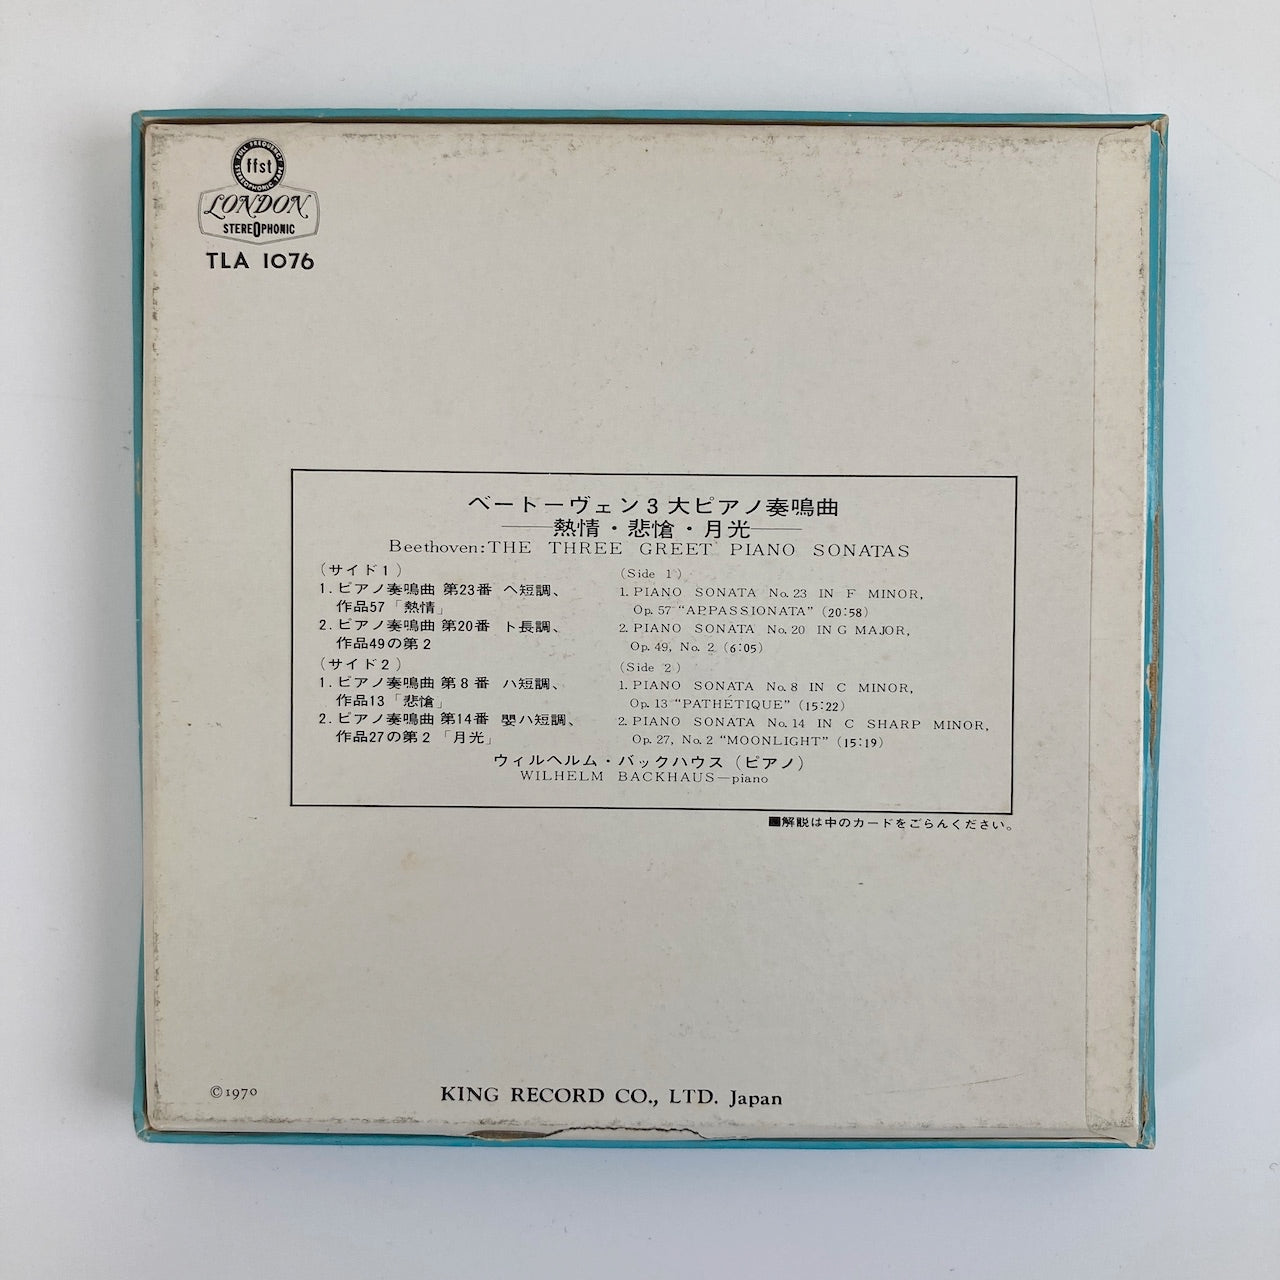 FULL FREQUENCY
ffst
STEREOPHONIC TAPE
LONDON
STEREOPHONIC
TLA 1076
ベートーヴェン3大ピアノ奏鳴曲
——熱情・悲愴・月光——
Beethoven:THE THREE GREET PIANO SONATAS
(サイド1)
1. ピアノ奏鳴曲 第23番 ヘ短調、
作品57「熱情」
2. ピアノ奏鳴曲 第20番 ト長調、
作品49の第2
(サイド2)
1. ピアノ奏鳴曲 第8番 ハ短調、
作品13「悲愴」
2. ピアノ奏鳴曲 第14番 嬰ハ短調、
作品27の第2「月光」
(Side 1)
1. PIANO SONATA No. 23 IN F MINOR,
Op. 57 “APPASSIONATA” (20:58)
2. PIANO SONATA No. 20 IN G MAJOR,
Op. 49, No. 2 (6:05)
(Side 2)
1. PIANO SONATA No. 8 IN C MINOR,
Op. 13 “PATHÉTIQUE” (15:22)
2. PIANO SONATA No. 14 IN C SHARP MINOR,
Op. 27, No. 2 “MOONLIGHT” (15:19)
ウィルヘルム・バックハウス(ピアノ)
WILHELM BACKHAUS—piano
■解説は中のカードをごらんください。
©1970
KING RECORD CO., LTD. Japan